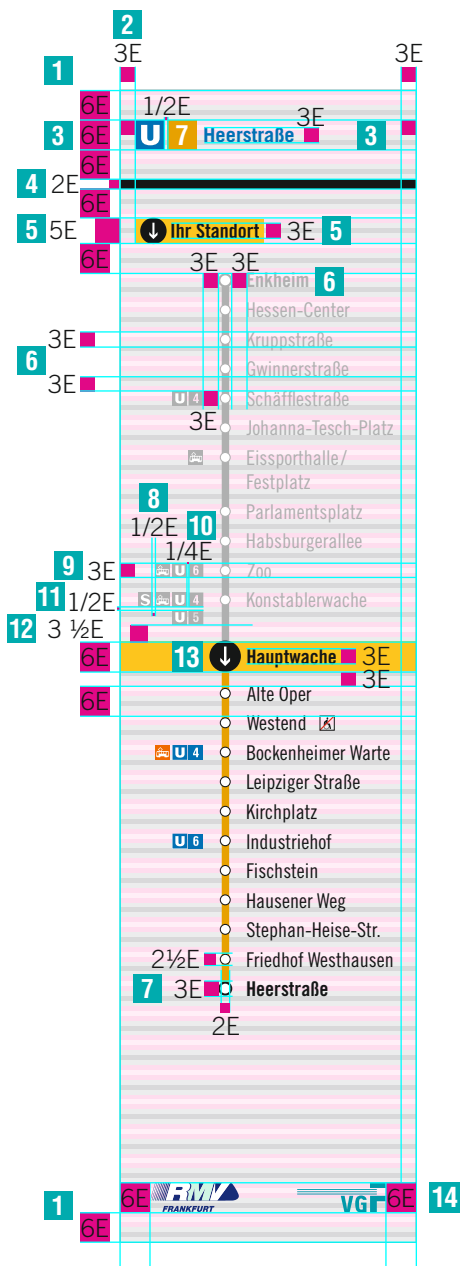 2
3E 3E
1
6E
1/2E
3 6E U 7 Heerstraße 3E 3
6E
4 2E
6E
5 5E Ihr Standort 3E 5
6E
3E 3E
Enkheim 6
Hessen-Center
3E Kruppstraße
6
Gwinnerstraße
3E
U 4 Schäfflestraße
3E
Johanna-Tesch-Platz
Eissporthalle/
Festplatz
8
Parlamentsplatz
1/2E 10
Habsburgerallee
1/4E
9 3E U 6 Zoo
11 1/2E S U 4 Konstablerwache
U 5
12 3 ½E
6E 13 Hauptwache 3E
3E
6E Alte Oper
Westend
U 4 Bockenheimer Warte
Leipziger Straße
Kirchplatz
U 6 Industriehof
Fischstein
Hausener Weg
Stephan-Heise-Str.
2½E Friedhof Westhausen
7 3E Heerstraße
2E
1 6E RMV VGF 6E 14
FRANKFURT
6E